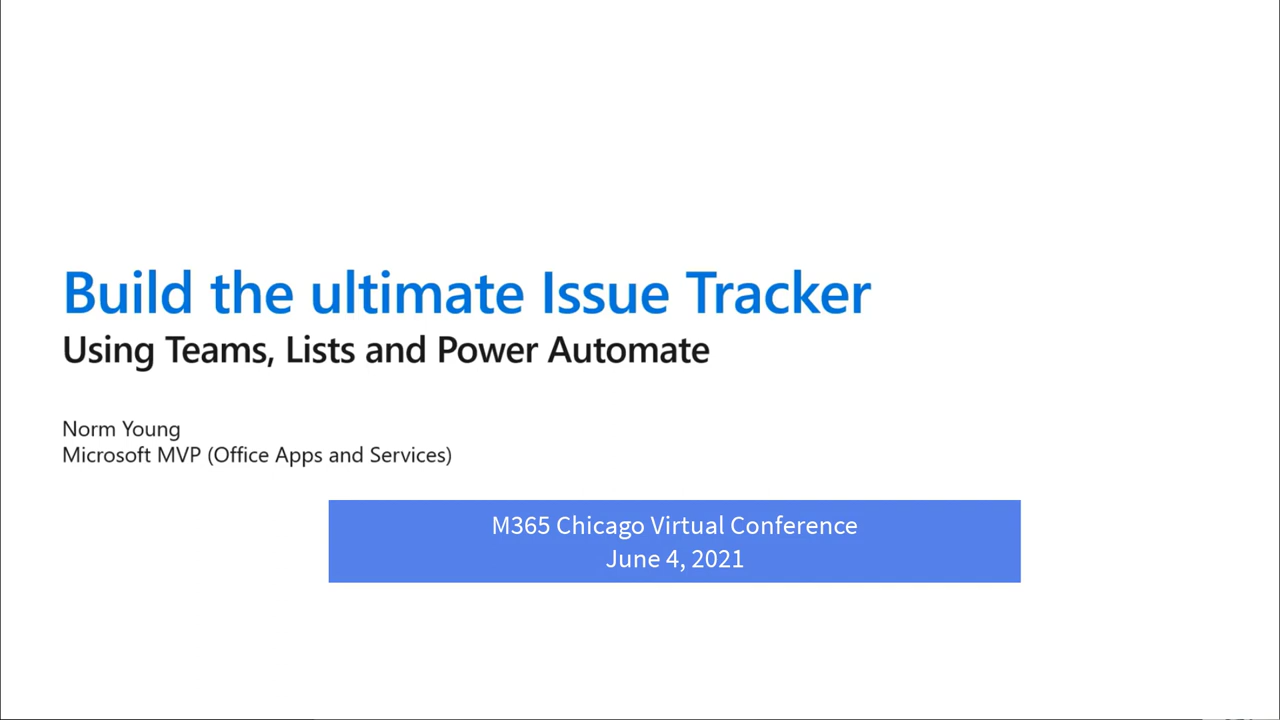 Build the ultimate Issue Tracker
Using Teams, Lists and Power Automate
Norm Young
Microsoft MVP (Office Apps and Services)
M365 Chicago Virtual Conference
June 4, 2021